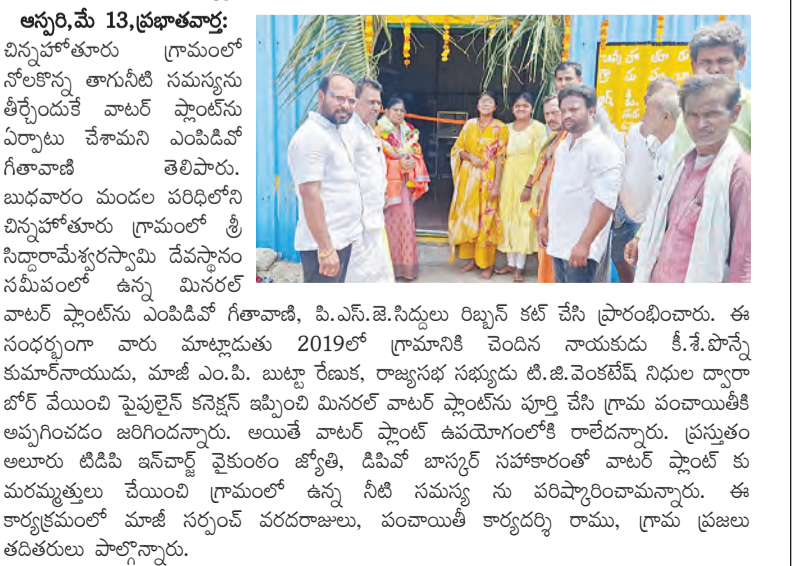 ఆస్పరి,మే 13,ప్రభాతవార్త:
చిన్నహోతూరు గ్రామంలో
నోలకొన్న తాగునీటి సమస్యను
తీర్చేందుకే వాటర్ ప్లాంట్‌ను
ఏర్పాటు చేశామని ఎంపిడివో
గీతావాణి తెలిపారు.
బుధవారం మండల పరిధిలోని
చిన్నహోతూరు గ్రామంలో శ్రీ
సిద్దారామేశ్వరస్వామి దేవస్థానం
సమీపంలో ఉన్న మినరల్
వాటర్ ప్లాంట్‌ను ఎంపిడివో గీతావాణి, పి.ఎస్.జె.సిద్దులు రిబ్బన్ కట్ చేసి ప్రారంభించారు. ఈ
సంధర్భంగా వారు మాట్లాడుతు 2019లో గ్రామానికి చెందిన నాయకుడు కీ.శే.పొన్నే
కుమార్‌నాయుడు, మాజీ ఎం.పి. బుట్టా రేణుక, రాజ్యసభ సభ్యుడు టి.జి.వెంకటేష్ నిధుల ద్వారా
బోర్ వేయించి పైపులైన్ కనెక్షన్ ఇప్పించి మినరల్ వాటర్ ప్లాంట్‌ను పూర్తి చేసి గ్రామ పంచాయితీకి
అప్పగించడం జరిగిందన్నారు. అయితే వాటర్ ప్లాంట్ ఉపయోగంలోకి రాలేదన్నారు. ప్రస్తుతం
అలూరు టిడిపి ఇన్‌చార్జ్ వైకుంఠం జ్యోతి, డిపివో బాస్కర్ సహాకారంతో వాటర్ ప్లాంట్ కు
మరమ్మత్తులు చేయించి గ్రామంలో ఉన్న నీటి సమస్య ను పరిష్కారించామన్నారు. ఈ
కార్యక్రమంలో మాజీ సర్పంచ్ వరదరాజులు, పంచాయితీ కార్యదర్శి రాము, గ్రామ ప్రజలు
తదితరులు పాల్గొన్నారు.